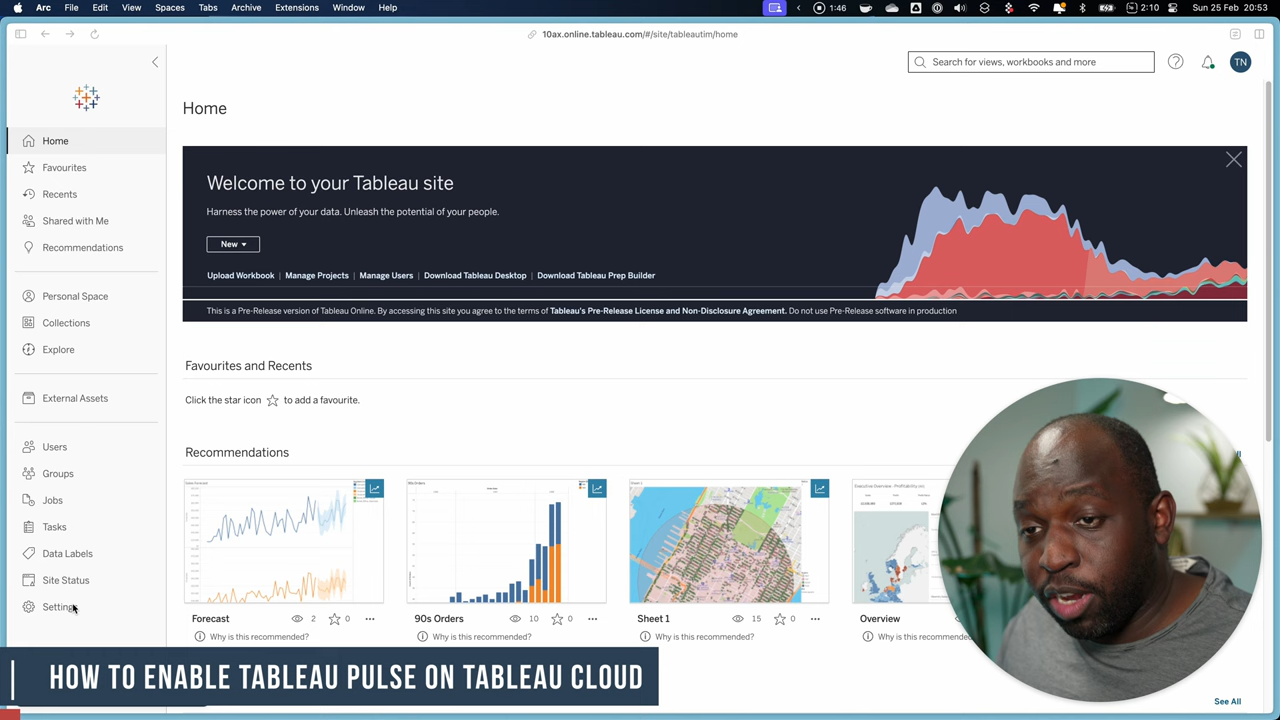 Arc File Edit View Spaces Tabs Archive Extensions Window Help 1:46 2:10 Sun 25 Feb 20:53
10ax.online.tableau.com/#/site/tableautim/home
Search for views, workbooks and more
TN
Home
Favourites
Recents
Shared with Me
Recommendations
Personal Space
Collections
Explore
External Assets
Users
Groups
Jobs
Tasks
Data Labels
Site Status
Settings
Home
Welcome to your Tableau site
Harness the power of your data. Unleash the potential of your people.
New
Upload Workbook | Manage Projects | Manage Users | Download Tableau Desktop | Download Tableau Prep Builder
This is a Pre-Release version of Tableau Online. By accessing this site you agree to the terms of Tableau's Pre-Release License and Non-Disclosure Agreement. Do not use Pre-Release software in production
Favourites and Recents
Click the star icon to add a favourite.
Recommendations
Sheet 1
Executive Overview - Profitability
Forecast 2 0
Why is this recommended?
90s Orders 10 0
Why is this recommended?
Sheet 1 15 0
Why is this recommended?
Overview
Why is this recommended?
See All
HOW TO ENABLE TABLEAU PULSE ON TABLEAU CLOUD